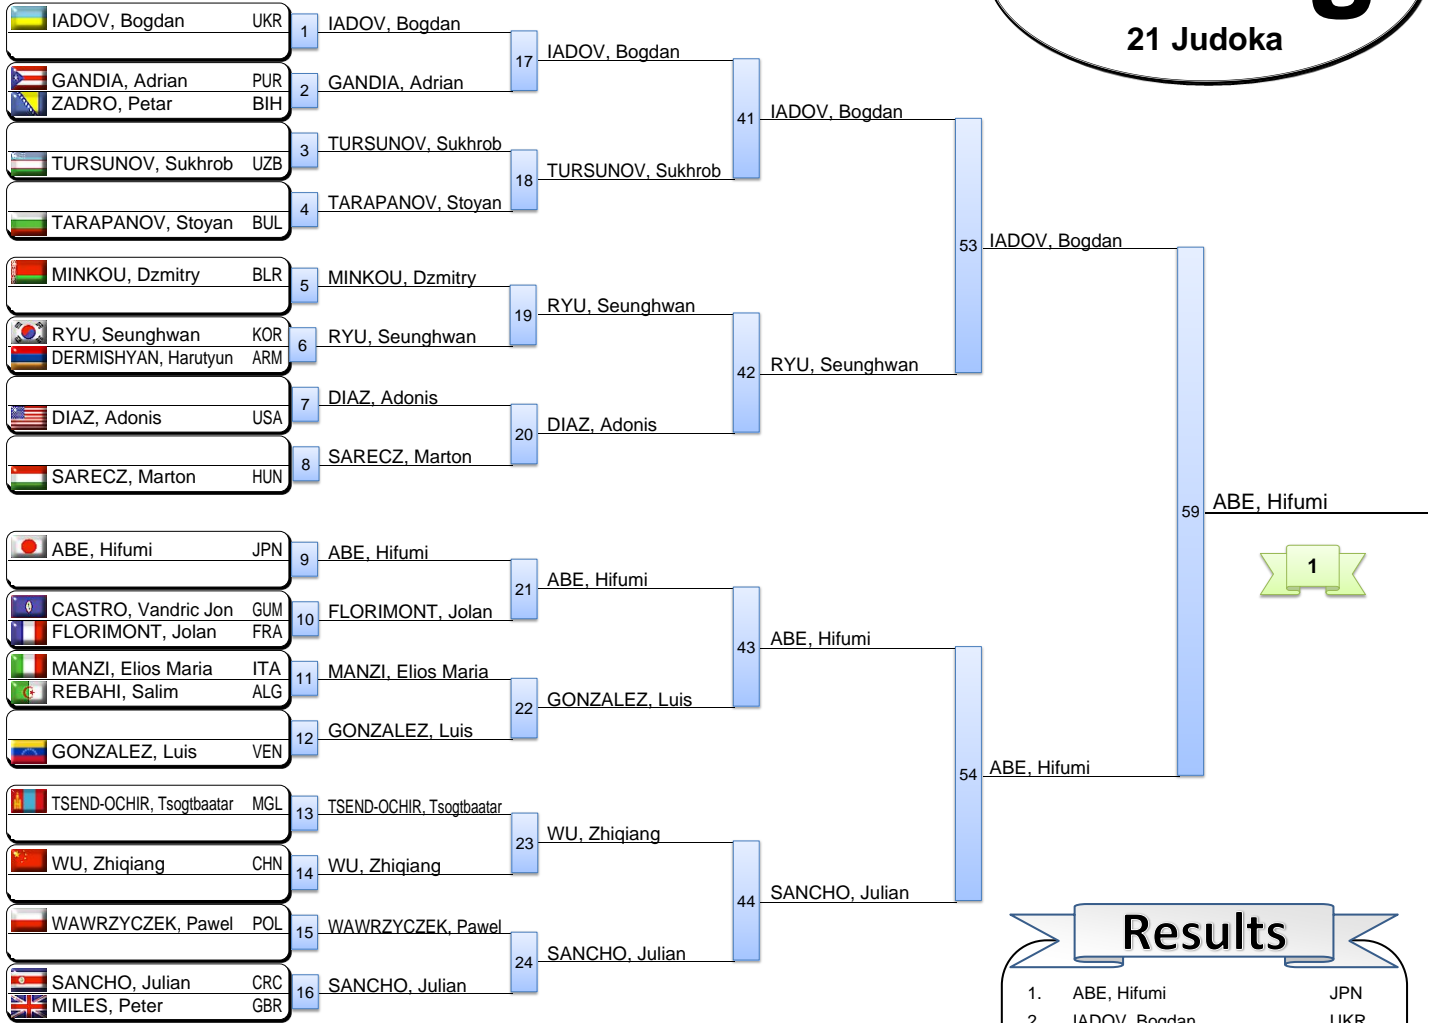 21 Judoka
IADOV, Bogdan UKR
1
IADOV, Bogdan
17
IADOV, Bogdan
GANDIA, Adrian PUR
ZADRO, Petar BIH
2
GANDIA, Adrian
41
IADOV, Bogdan
TURSUNOV, Sukhrob UZB
3
TURSUNOV, Sukhrob
18
TURSUNOV, Sukhrob
TARAPANOV, Stoyan BUL
4
TARAPANOV, Stoyan
53
IADOV, Bogdan
MINKOU, Dzmitry BLR
5
MINKOU, Dzmitry
19
RYU, Seunghwan
RYU, Seunghwan KOR
DERMISHYAN, Harutyun ARM
6
RYU, Seunghwan
42
RYU, Seunghwan
DIAZ, Adonis USA
7
DIAZ, Adonis
20
DIAZ, Adonis
SARECZ, Marton HUN
8
SARECZ, Marton
59
ABE, Hifumi
1
ABE, Hifumi JPN
9
ABE, Hifumi
21
ABE, Hifumi
CASTRO, Vandric Jon GUM
FLORIMONT, Jolan FRA
10
FLORIMONT, Jolan
43
ABE, Hifumi
MANZI, Elios Maria ITA
REBAHI, Salim ALG
11
MANZI, Elios Maria
22
GONZALEZ, Luis
GONZALEZ, Luis VEN
12
GONZALEZ, Luis
54
ABE, Hifumi
TSEND-OCHIR, Tsogtbaatar MGL
13
TSEND-OCHIR, Tsogtbaatar
23
WU, Zhiqiang
WU, Zhiqiang CHN
14
WU, Zhiqiang
44
SANCHO, Julian
WAWRZYCZEK, Pawel POL
15
WAWRZYCZEK, Pawel
24
SANCHO, Julian
SANCHO, Julian CRC
MILES, Peter GBR
16
SANCHO, Julian
Results
1. ABE, Hifumi JPN
2. IADOV, Bogdan UKR